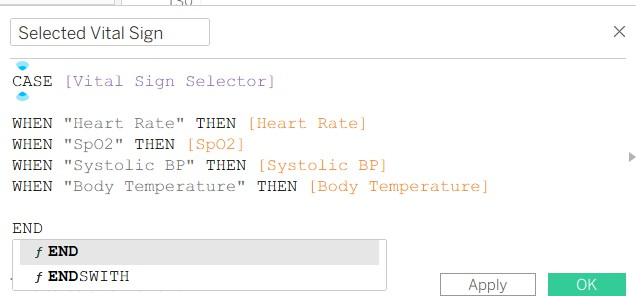 Selected Vital Sign
CASE [Vital Sign Selector]
WHEN "Heart Rate" THEN [Heart Rate]
WHEN "SpO2" THEN [SpO2]
WHEN "Systolic BP" THEN [Systolic BP]
WHEN "Body Temperature" THEN [Body Temperature]
END
f END
f ENDSWITH
Apply OK